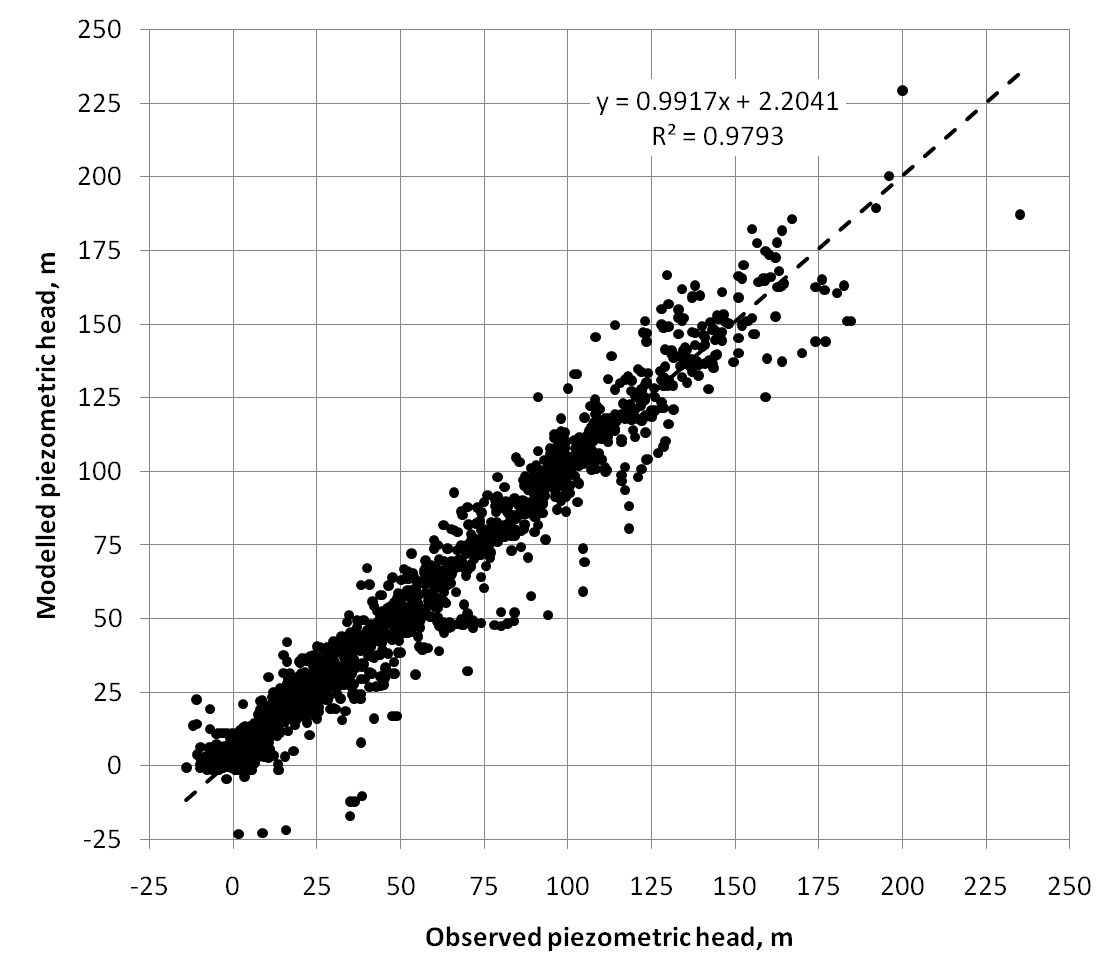 250
225
200
175
150
125
100
75
50
25
0
-25
y = 0.9917x + 2.2041
R² = 0.9793
Modelled piezometric head, m
-25 0 25 50 75 100 125 150 175 200 225 250
Observed piezometric head, m